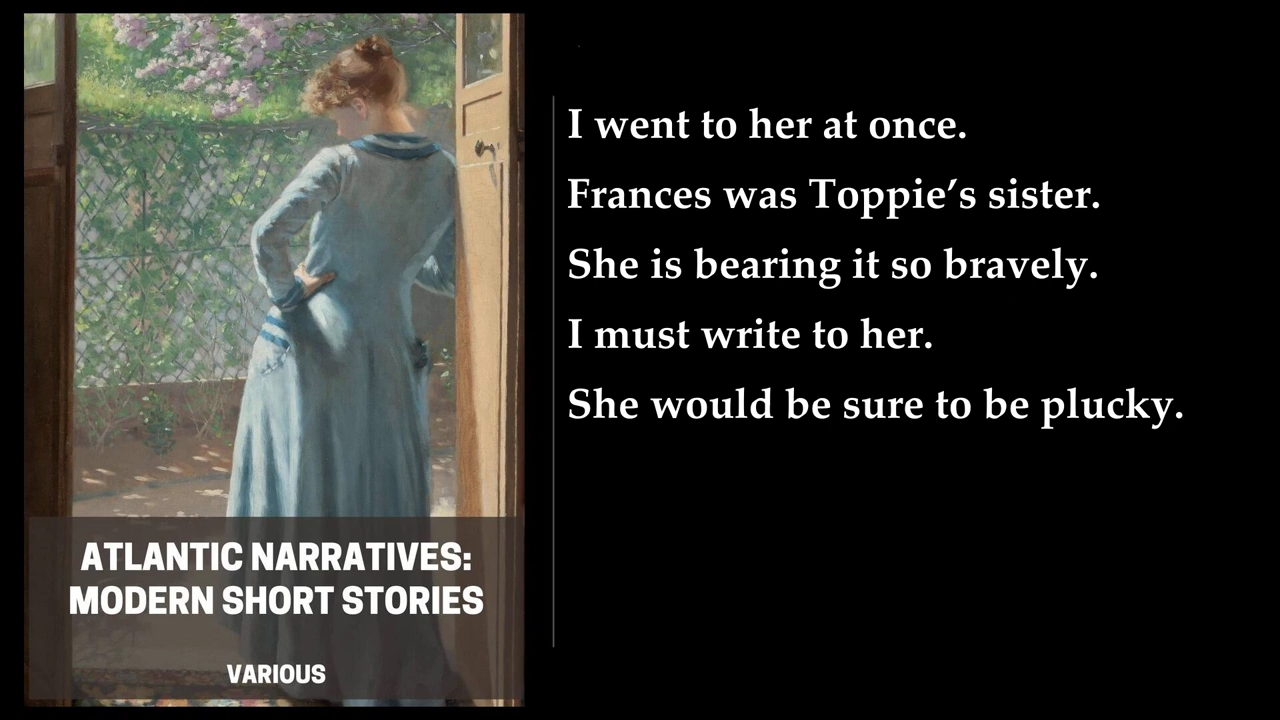 I went to her at once.
Frances was Toppie’s sister.
She is bearing it so bravely.
I must write to her.
She would be sure to be plucky.
ATLANTIC NARRATIVES:
MODERN SHORT STORIES
VARIOUS